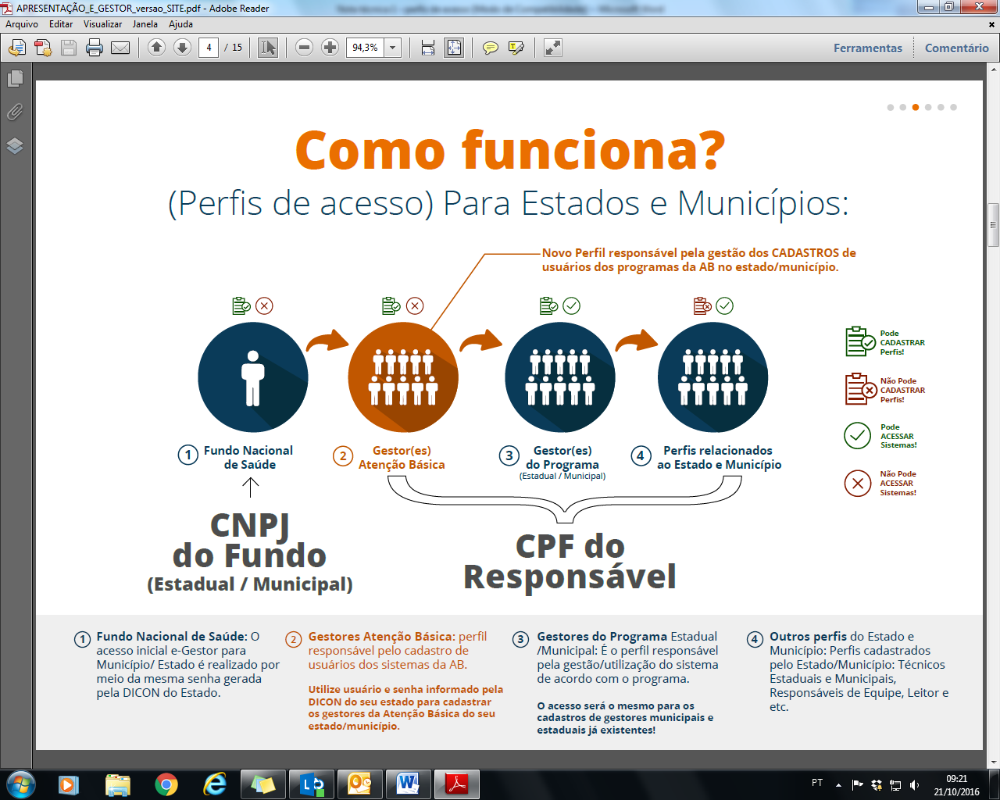 APRESENTAÇÃO_E_GESTOR_versao_SITE.pdf - Adobe Reader
Arquivo Editar Visualizar Janela Ajuda
4 / 15 94,3% Ferramentas Comentário
Como funciona?
(Perfis de acesso) Para Estados e Municípios:
Novo Perfil responsável pela gestão dos CADASTROS de
usuários dos programas da AB no estado/município.
Pode
CADASTRAR
Perfis!
Não Pode
CADASTRAR
Perfis!
Pode
ACESSAR
Sistemas!
Não Pode
ACESSAR
Sistemas!
1 Fundo Nacional
de Saúde
2 Gestor(es)
Atenção Básica
3 Gestor(es)
do Programa
(Estadual / Municipal)
4 Perfis relacionados
ao Estado e Município
CNPJ
do Fundo
(Estadual / Municipal)
CPF do
Responsável
1 Fundo Nacional de Saúde: O
acesso inicial e-Gestor para
Município/ Estado é realizado por
meio da mesma senha gerada
pela DICON do Estado.
2 Gestores Atenção Básica: perfil
responsável pelo cadastro de
usuários dos sistemas da AB.
Utilize usuário e senha informado pela
DICON do seu estado para cadastrar
os gestores da Atenção Básica do seu
estado/município.
3 Gestores do Programa Estadual
/Municipal: É o perfil responsável
pela gestão/utilização do sistema
de acordo com o programa.
O acesso será o mesmo para os
cadastros de gestores municipais e
estaduais já existentes!
4 Outros perfis do Estado e
Município: Perfis cadastrados
pelo Estado/Município: Técnicos
Estaduais e Municipais,
Responsáveis de Equipe, Leitor e
etc.
PT
09:21
21/10/2016